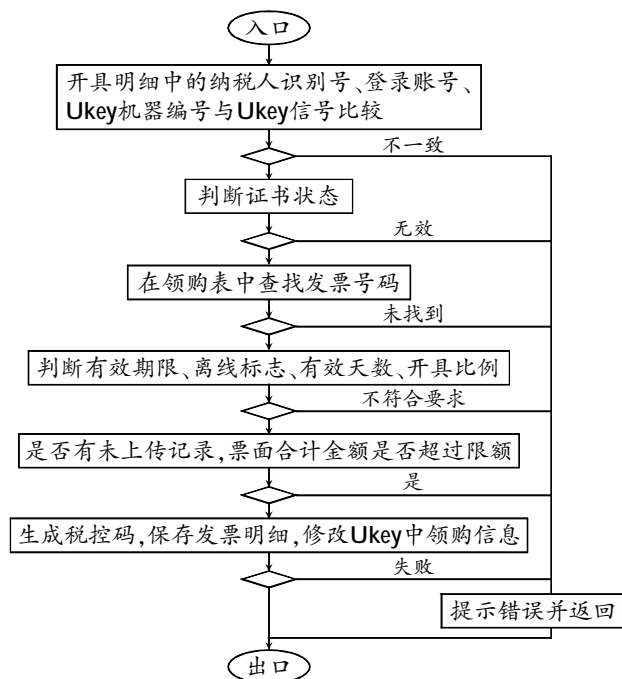 入口
开具明细中的纳税人识别号、登录账号、
Ukey机器编号与Ukey信号比较
不一致
判断证书状态
无效
在领购表中查找发票号码
未找到
判断有效期限、离线标志、有效天数、开具比例
不符合要求
是否有未上传记录,票面合计金额是否超过限额
是
生成税控码,保存发票明细,修改Ukey中领购信息
失败
提示错误并返回
出口